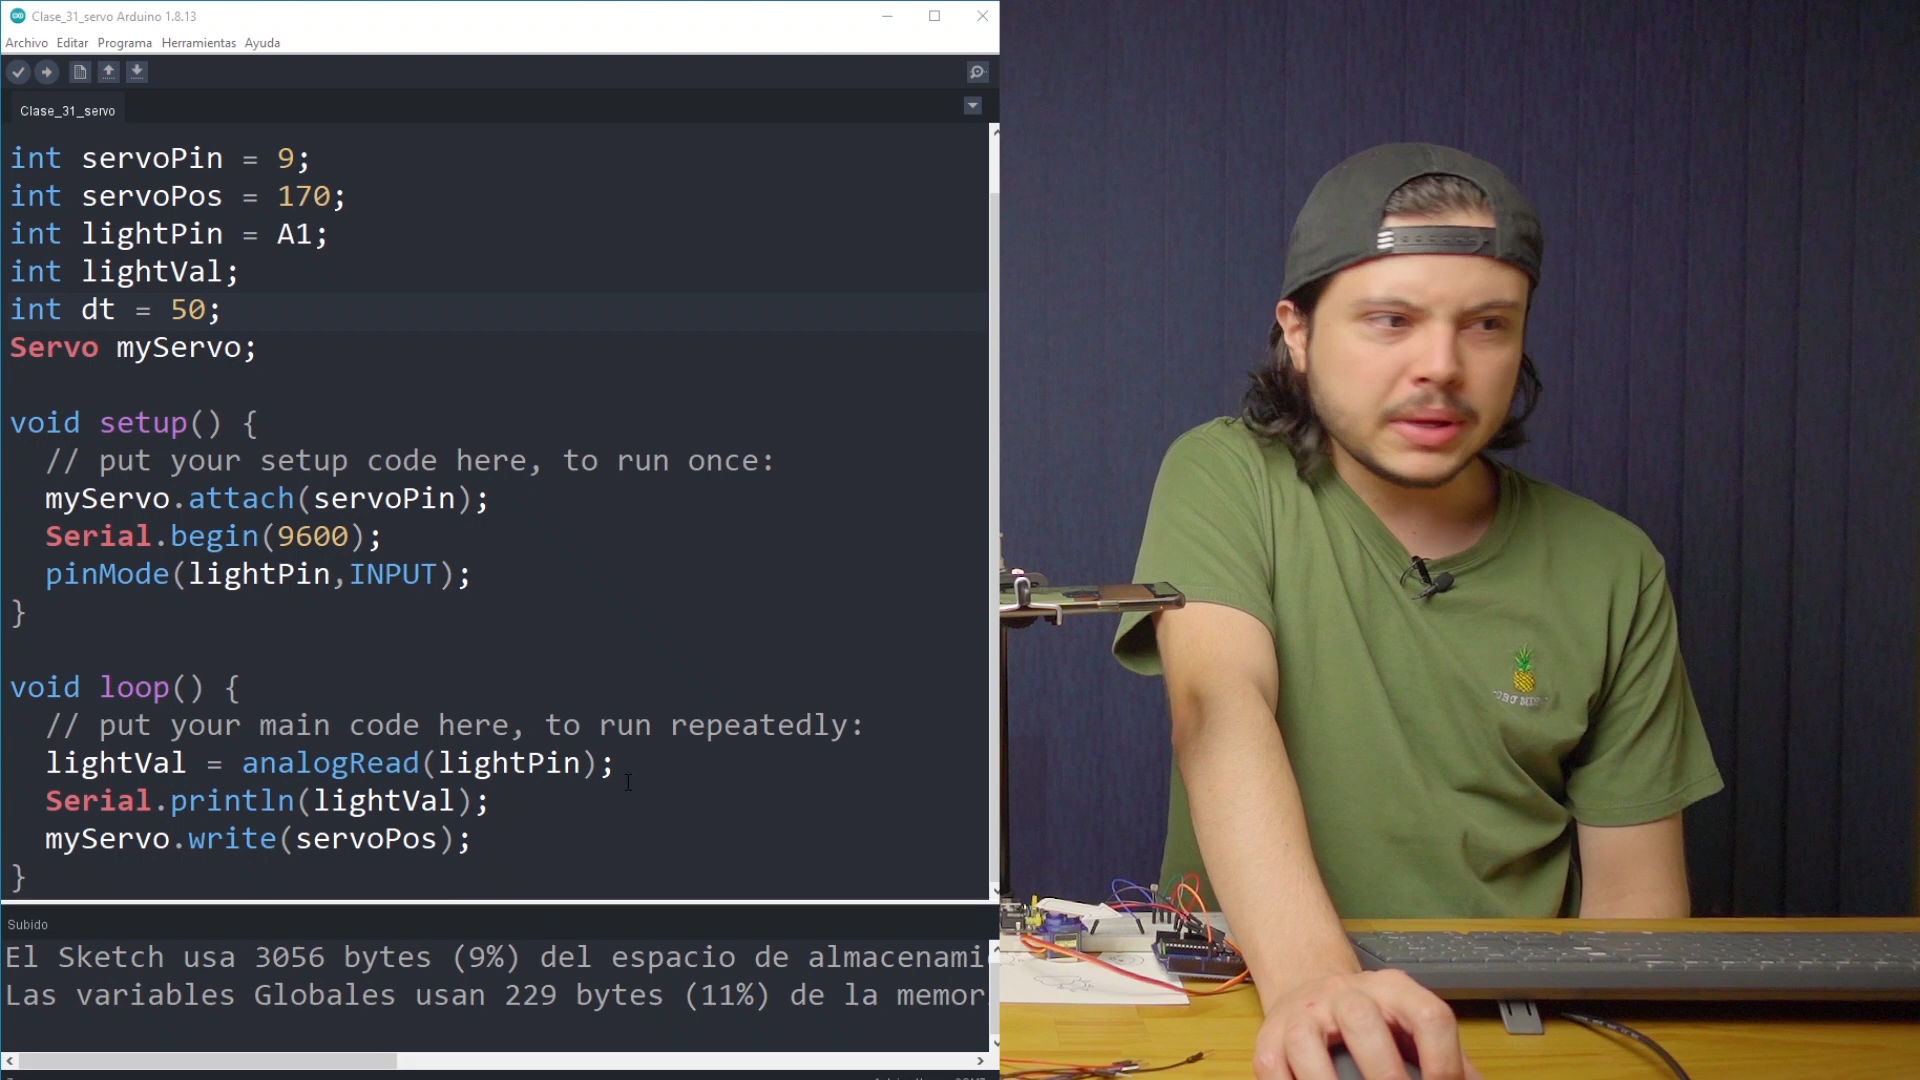 Clase_31_servo Arduino 1.8.13
Archivo Editar Programa Herramientas Ayuda
Clase_31_servo
int servoPin = 9;
int servoPos = 170;
int lightPin = A1;
int lightVal;
int dt = 50;
Servo myServo;
void setup() {
// put your setup code here, to run once:
myServo.attach(servoPin);
Serial.begin(9600);
pinMode(lightPin,INPUT);
}
void loop() {
// put your main code here, to run repeatedly:
lightVal = analogRead(lightPin);
Serial.println(lightVal);
myServo.write(servoPos);
}
Subido
El Sketch usa 3056 bytes (9%) del espacio de almacenami
Las variables Globales usan 229 bytes (11%) de la memor